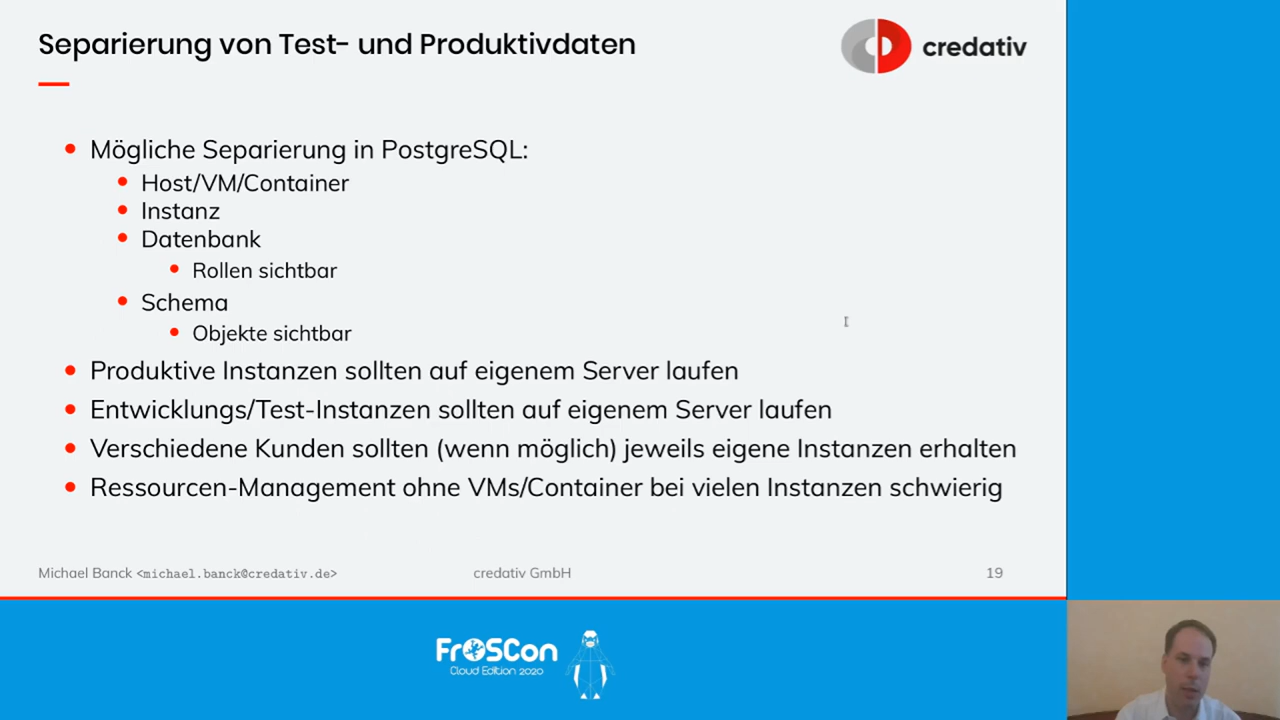 Separierung von Test- und Produktivdaten
credativ
Mögliche Separierung in PostgreSQL:
Host/VM/Container
Instanz
Datenbank
Rollen sichtbar
Schema
Objekte sichtbar
Produktive Instanzen sollten auf eigenem Server laufen
Entwicklungs/Test-Instanzen sollten auf eigenem Server laufen
Verschiedene Kunden sollten (wenn möglich) jeweils eigene Instanzen erhalten
Ressourcen-Management ohne VMs/Container bei vielen Instanzen schwierig
Michael Banck <michael.banck@credativ.de>
credativ GmbH
19
FrOSCon
Cloud Edition 2020